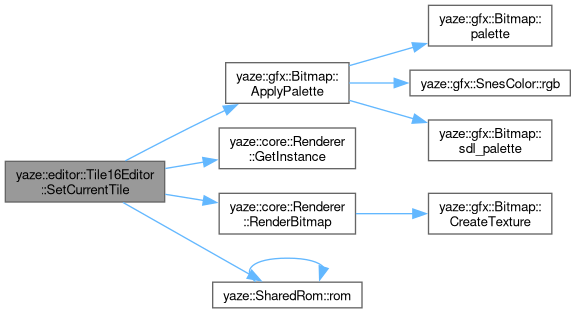 yaze::editor::Tile16Editor
::SetCurrentTile
yaze::gfx::Bitmap::
ApplyPalette
yaze::core::Renderer
::GetInstance
yaze::core::Renderer
::RenderBitmap
yaze::SharedRom::rom
yaze::gfx::Bitmap::
palette
yaze::gfx::SnesColor::rgb
yaze::gfx::Bitmap::
sdl_palette
yaze::gfx::Bitmap::
CreateTexture